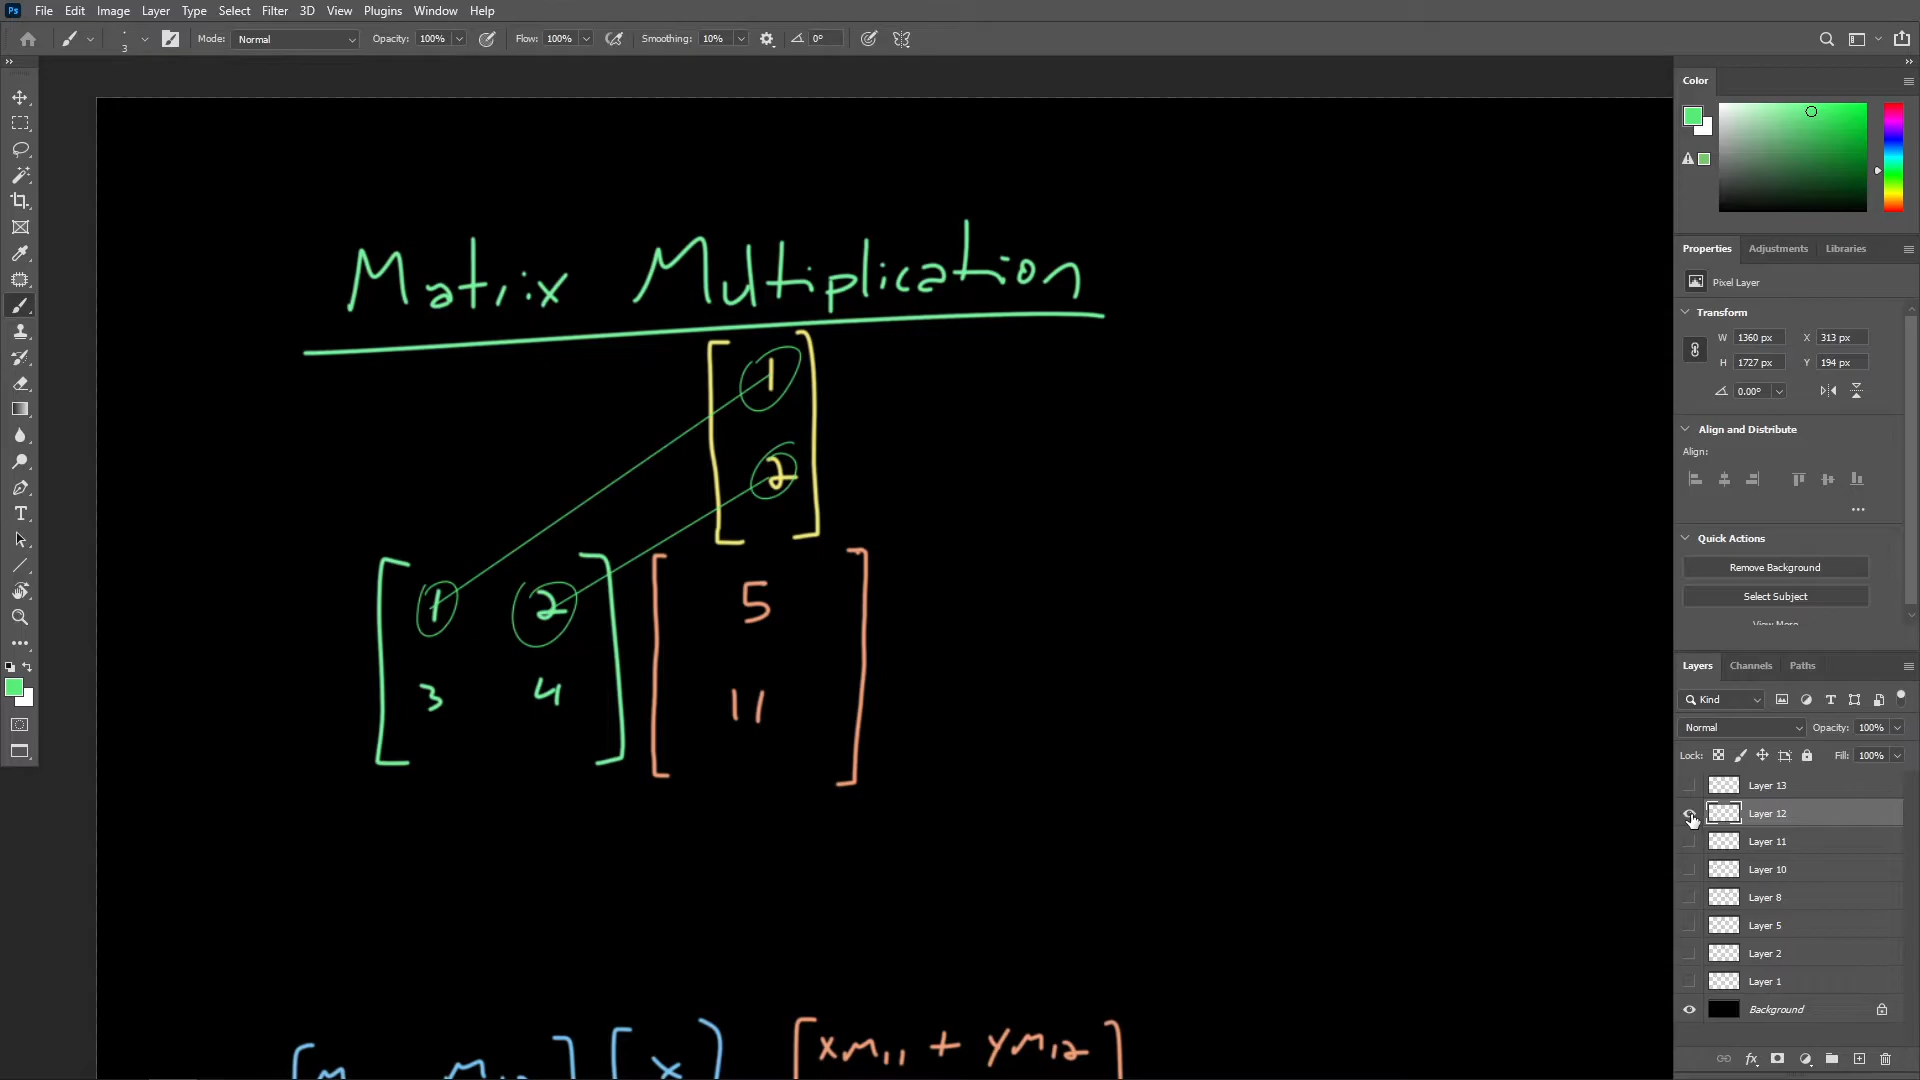 Ps File Edit Image Layer Type Select Filter 3D View Plugins Window Help
3 Mode: Normal Opacity: 100% Flow: 100% Smoothing: 10% 0°
Matrix Multiplication
1
2
1 2 5
3 4 11
x xm11 + ym12
Color
Properties Adjustments Libraries
Pixel Layer
Transform
W 1360 px X 313 px
H 1727 px Y 194 px
0.00°
Align and Distribute
Align:
Quick Actions
Remove Background
Select Subject
View More
Layers Channels Paths
Kind
Normal Opacity: 100%
Lock: Fill: 100%
Layer 13
Layer 12
Layer 11
Layer 10
Layer 8
Layer 5
Layer 2
Layer 1
Background